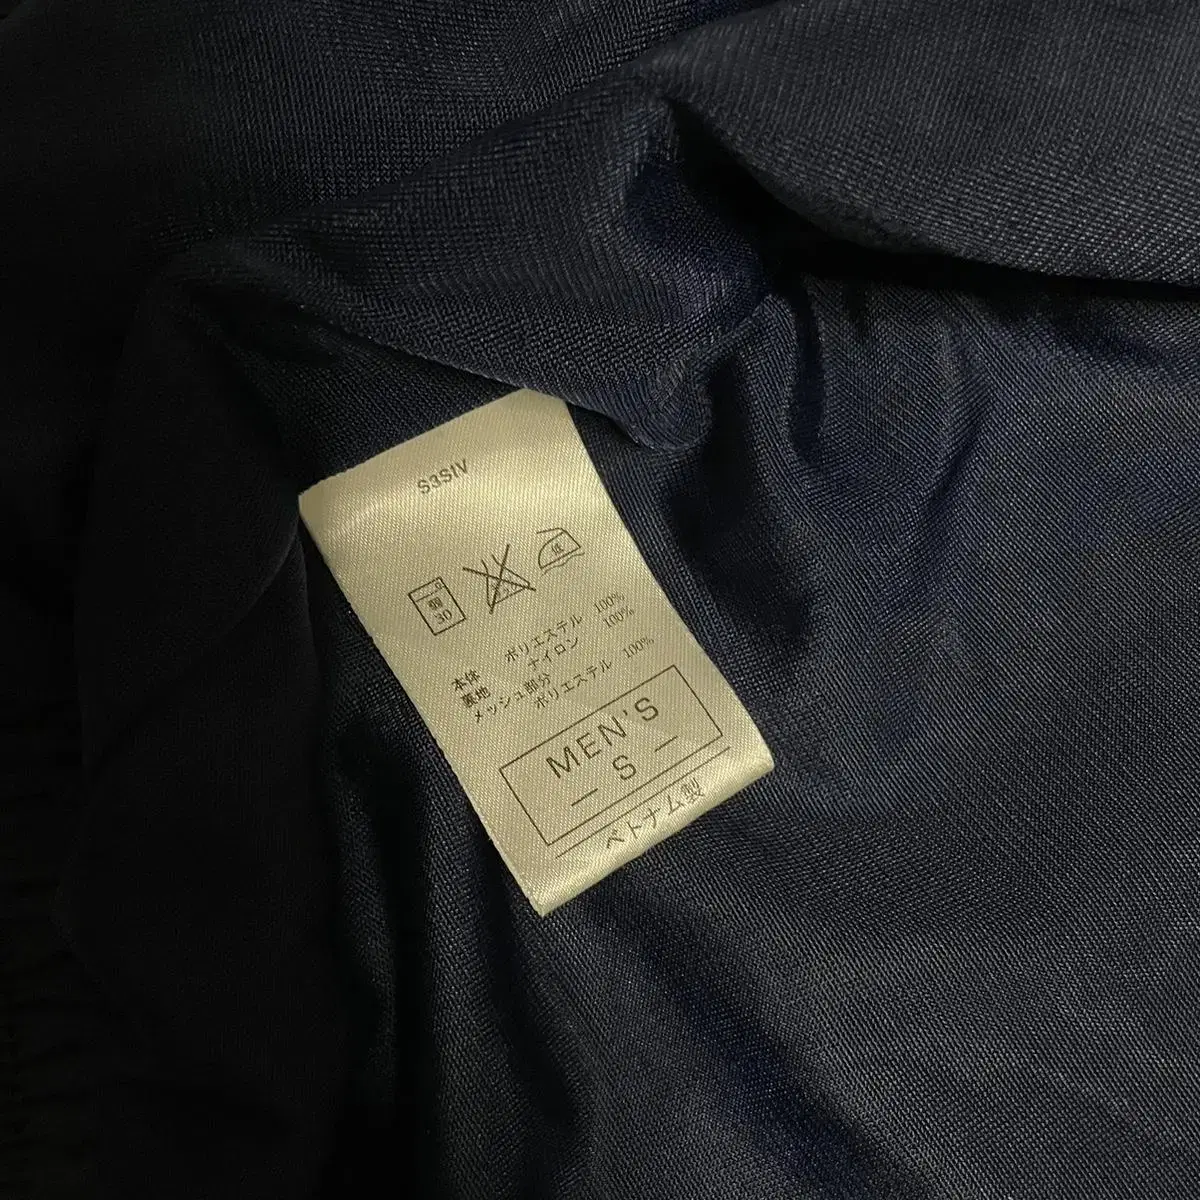 S3SIV
弱
30
低
本体 ポリエステル 100%
裏地 ナイロン 100%
メッシュ部分 ポリエステル 100%
MEN'S
— S —
ベトナム製